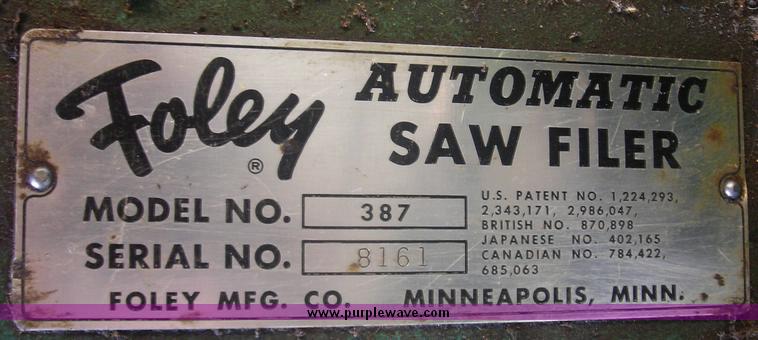 Foley ®
AUTOMATIC
SAW FILER
MODEL NO. 387
SERIAL NO. 8161
U.S. PATENT NO. 1,224,293,
2,343,171, 2,986,047,
BRITISH NO. 870,898
JAPANESE NO. 402,165
CANADIAN NO. 784,422,
685,063
FOLEY MFG. CO. MINNEAPOLIS, MINN.
www.purplewave.com